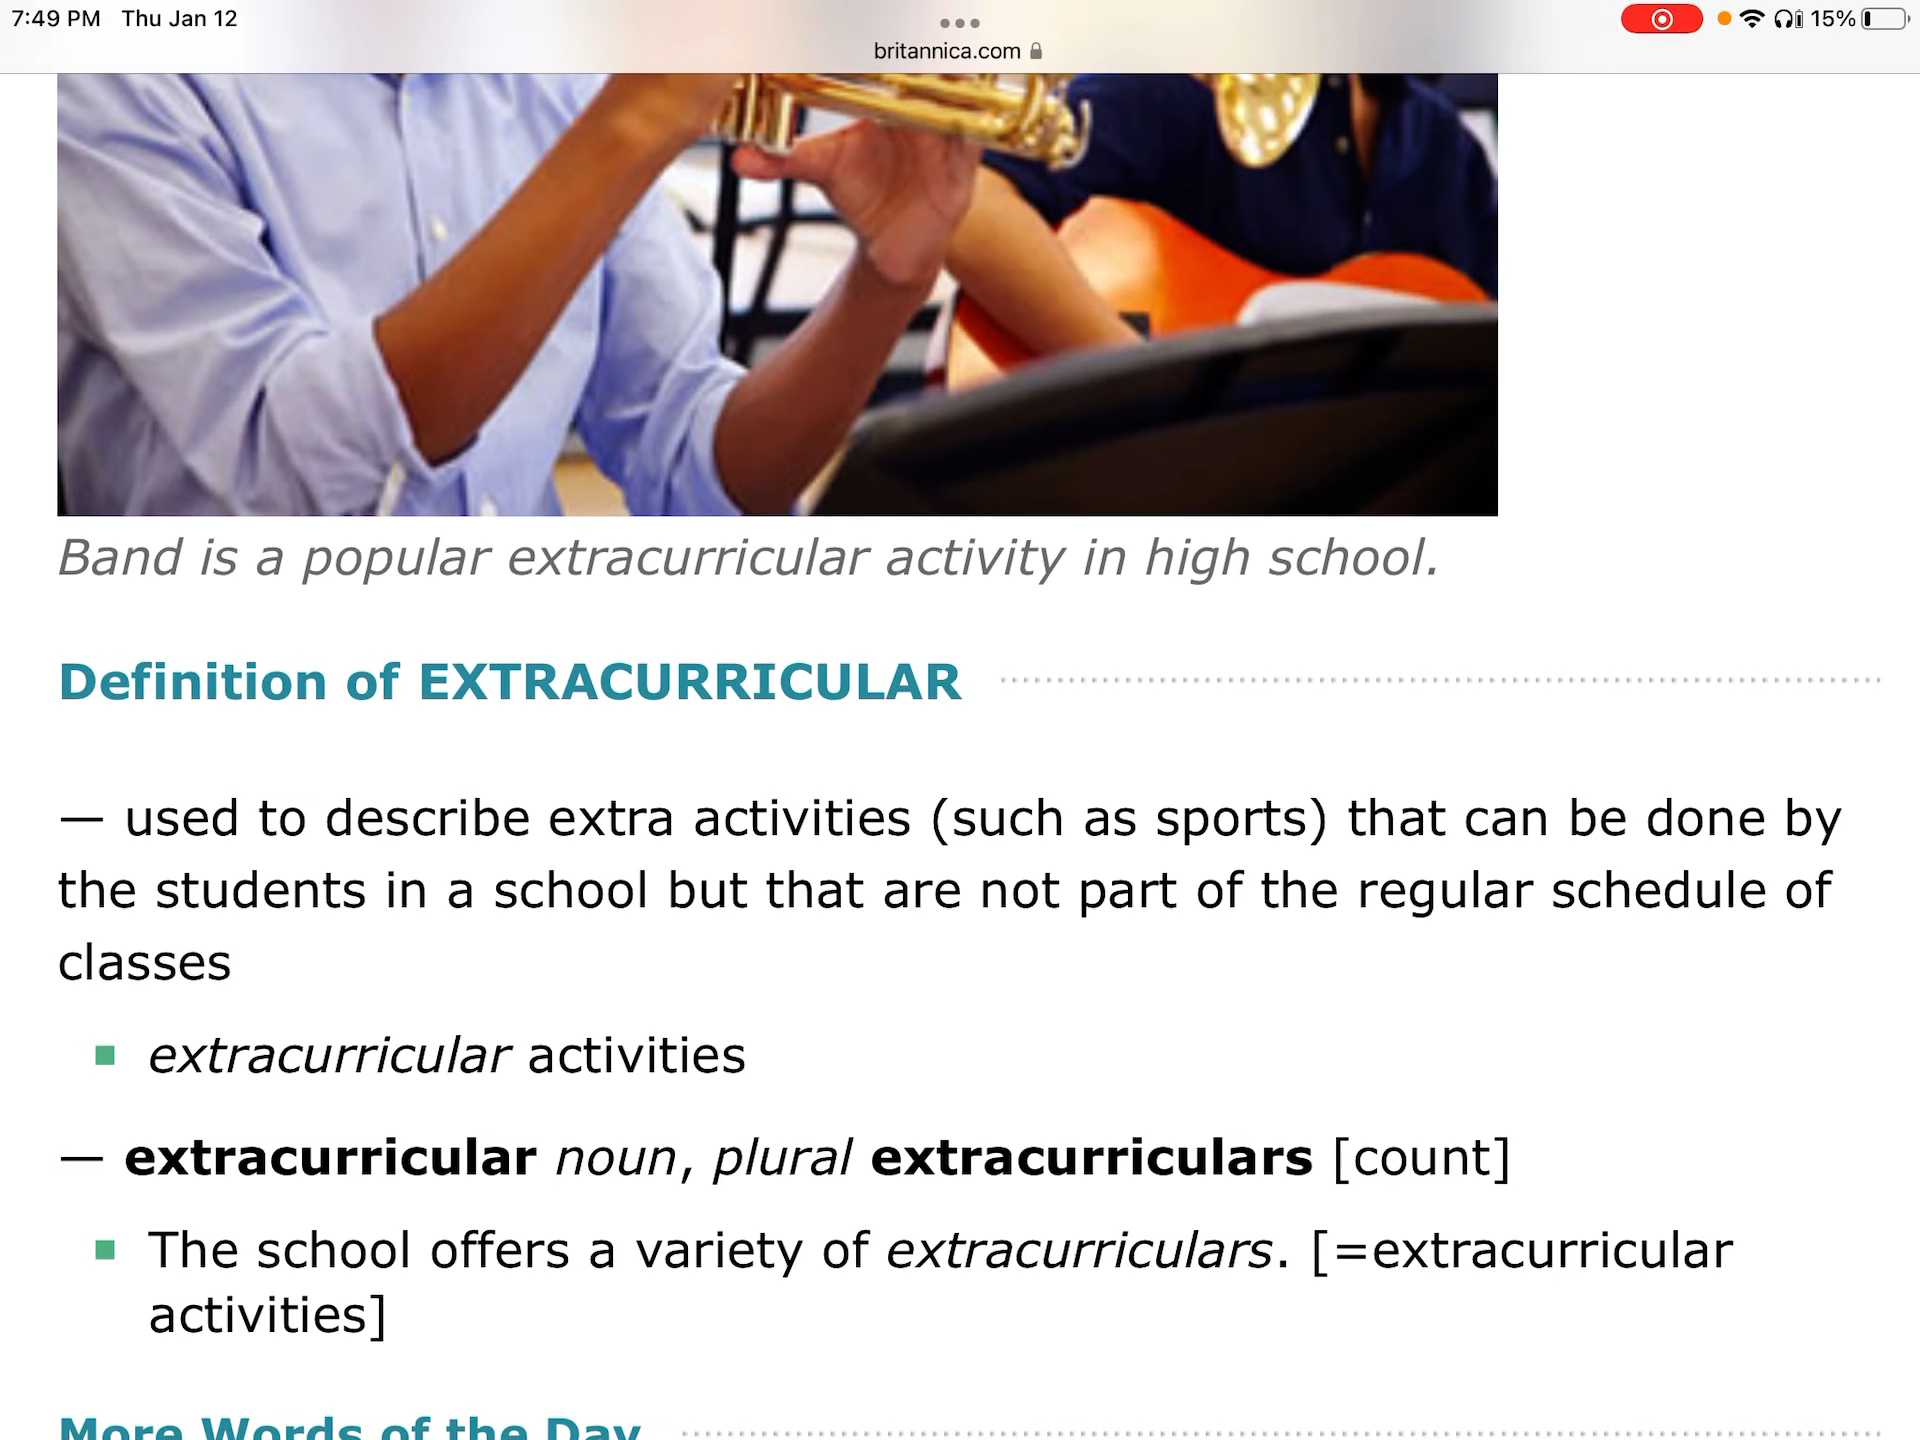 7:49 PM Thu Jan 12
15%
britannica.com
Band is a popular extracurricular activity in high school.
Definition of EXTRACURRICULAR
— used to describe extra activities (such as sports) that can be done by
the students in a school but that are not part of the regular schedule of
classes
extracurricular activities
— extracurricular noun, plural extracurriculars [count]
The school offers a variety of extracurriculars. [=extracurricular
activities]
More Words of the Day